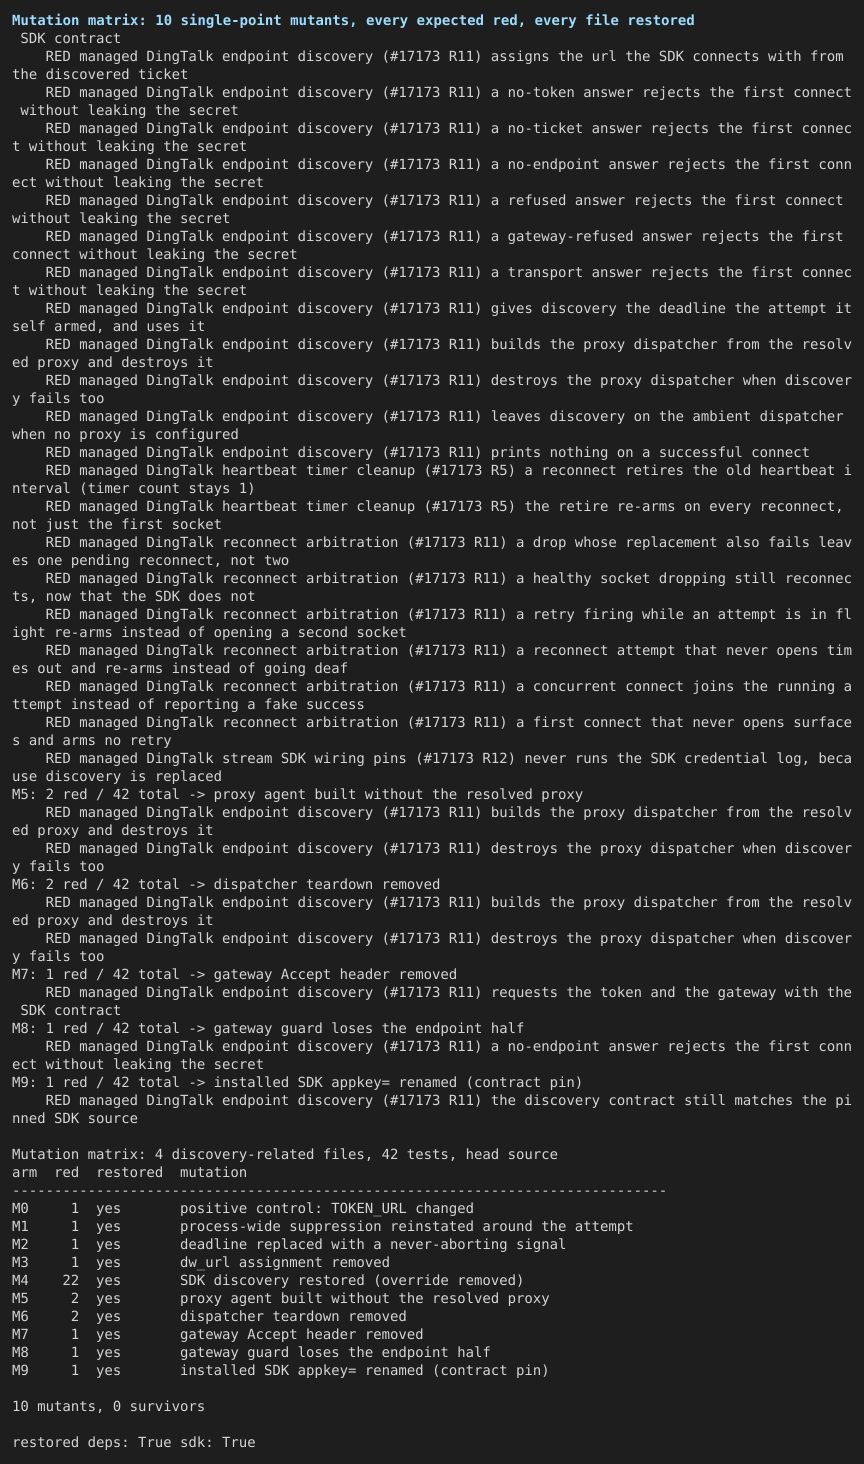 Mutation matrix: 10 single-point mutants, every expected red, every file restored
 SDK contract
    RED managed DingTalk endpoint discovery (#17173 R11) assigns the url the SDK connects with from
the discovered ticket
    RED managed DingTalk endpoint discovery (#17173 R11) a no-token answer rejects the first connect
 without leaking the secret
    RED managed DingTalk endpoint discovery (#17173 R11) a no-ticket answer rejects the first connec
t without leaking the secret
    RED managed DingTalk endpoint discovery (#17173 R11) a no-endpoint answer rejects the first conn
ect without leaking the secret
    RED managed DingTalk endpoint discovery (#17173 R11) a refused answer rejects the first connect
without leaking the secret
    RED managed DingTalk endpoint discovery (#17173 R11) a gateway-refused answer rejects the first
connect without leaking the secret
    RED managed DingTalk endpoint discovery (#17173 R11) a transport answer rejects the first connec
t without leaking the secret
    RED managed DingTalk endpoint discovery (#17173 R11) gives discovery the deadline the attempt it
self armed, and uses it
    RED managed DingTalk endpoint discovery (#17173 R11) builds the proxy dispatcher from the resolv
ed proxy and destroys it
    RED managed DingTalk endpoint discovery (#17173 R11) destroys the proxy dispatcher when discover
y fails too
    RED managed DingTalk endpoint discovery (#17173 R11) leaves discovery on the ambient dispatcher
when no proxy is configured
    RED managed DingTalk endpoint discovery (#17173 R11) prints nothing on a successful connect
    RED managed DingTalk heartbeat timer cleanup (#17173 R5) a reconnect retires the old heartbeat i
nterval (timer count stays 1)
    RED managed DingTalk heartbeat timer cleanup (#17173 R5) the retire re-arms on every reconnect,
not just the first socket
    RED managed DingTalk reconnect arbitration (#17173 R11) a drop whose replacement also fails leav
es one pending reconnect, not two
    RED managed DingTalk reconnect arbitration (#17173 R11) a healthy socket dropping still reconnec
ts, now that the SDK does not
    RED managed DingTalk reconnect arbitration (#17173 R11) a retry firing while an attempt is in fl
ight re-arms instead of opening a second socket
    RED managed DingTalk reconnect arbitration (#17173 R11) a reconnect attempt that never opens tim
es out and re-arms instead of going deaf
    RED managed DingTalk reconnect arbitration (#17173 R11) a concurrent connect joins the running a
ttempt instead of reporting a fake success
    RED managed DingTalk reconnect arbitration (#17173 R11) a first connect that never opens surface
s and arms no retry
    RED managed DingTalk stream SDK wiring pins (#17173 R12) never runs the SDK credential log, beca
use discovery is replaced
M5: 2 red / 42 total -> proxy agent built without the resolved proxy
    RED managed DingTalk endpoint discovery (#17173 R11) builds the proxy dispatcher from the resolv
ed proxy and destroys it
    RED managed DingTalk endpoint discovery (#17173 R11) destroys the proxy dispatcher when discover
y fails too
M6: 2 red / 42 total -> dispatcher teardown removed
    RED managed DingTalk endpoint discovery (#17173 R11) builds the proxy dispatcher from the resolv
ed proxy and destroys it
    RED managed DingTalk endpoint discovery (#17173 R11) destroys the proxy dispatcher when discover
y fails too
M7: 1 red / 42 total -> gateway Accept header removed
    RED managed DingTalk endpoint discovery (#17173 R11) requests the token and the gateway with the
 SDK contract
M8: 1 red / 42 total -> gateway guard loses the endpoint half
    RED managed DingTalk endpoint discovery (#17173 R11) a no-endpoint answer rejects the first conn
ect without leaking the secret
M9: 1 red / 42 total -> installed SDK appkey= renamed (contract pin)
    RED managed DingTalk endpoint discovery (#17173 R11) the discovery contract still matches the pi
nned SDK source

Mutation matrix: 4 discovery-related files, 42 tests, head source
arm  red  restored  mutation
------------------------------------------------------------------------------
M0     1  yes       positive control: TOKEN_URL changed
M1     1  yes       process-wide suppression reinstated around the attempt
M2     1  yes       deadline replaced with a never-aborting signal
M3     1  yes       dw_url assignment removed
M4    22  yes       SDK discovery restored (override removed)
M5     2  yes       proxy agent built without the resolved proxy
M6     2  yes       dispatcher teardown removed
M7     1  yes       gateway Accept header removed
M8     1  yes       gateway guard loses the endpoint half
M9     1  yes       installed SDK appkey= renamed (contract pin)

10 mutants, 0 survivors

restored deps: True sdk: True